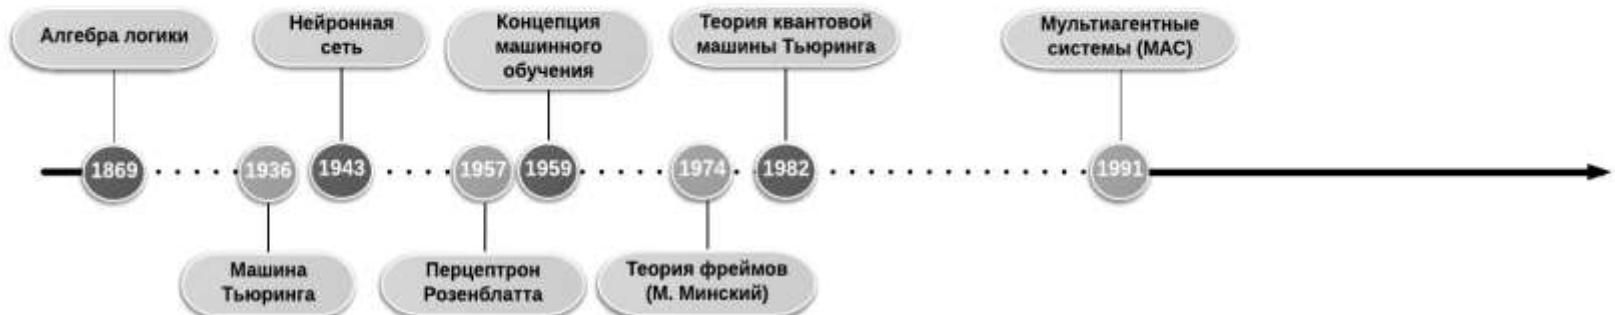 Алгебра логики
Нейронная
сеть
Концепция
машинного
обучения
Теория квантовой
машины Тьюринга
Мультиагентные
системы (МАС)
1869
1936
1943
1957
1959
1974
1982
1991
Машина
Тьюринга
Перцептрон
Розенблатта
Теория фреймов
(М. Минский)